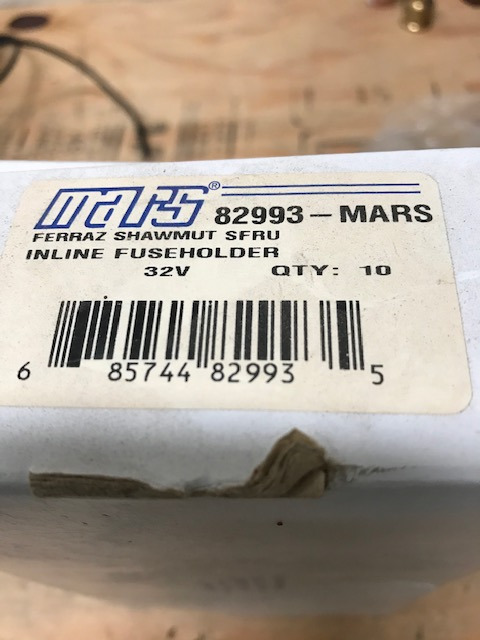 mars® 82993-MARS
FERRAZ SHAWMUT SFRU
INLINE FUSEHOLDER
32V QTY: 10
6 85744 82993 5